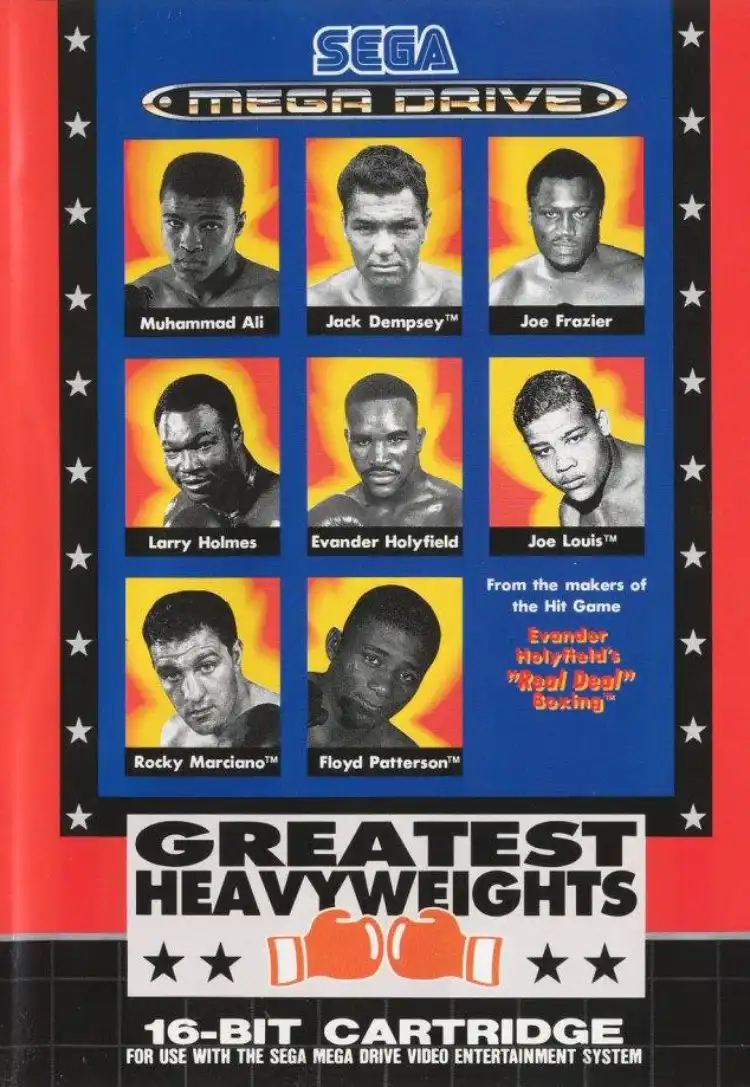 SEGA
MEGA DRIVE
Muhammad Ali
Jack Dempsey™
Joe Frazier
Larry Holmes
Evander Holyfield
Joe Louis™
Rocky Marciano™
Floyd Patterson™
From the makers of
the Hit Game
Evander
Holyfield's
"Real Deal"
Boxing™
GREATEST
HEAVYWEIGHTS
16-BIT CARTRIDGE
FOR USE WITH THE SEGA MEGA DRIVE VIDEO ENTERTAINMENT SYSTEM